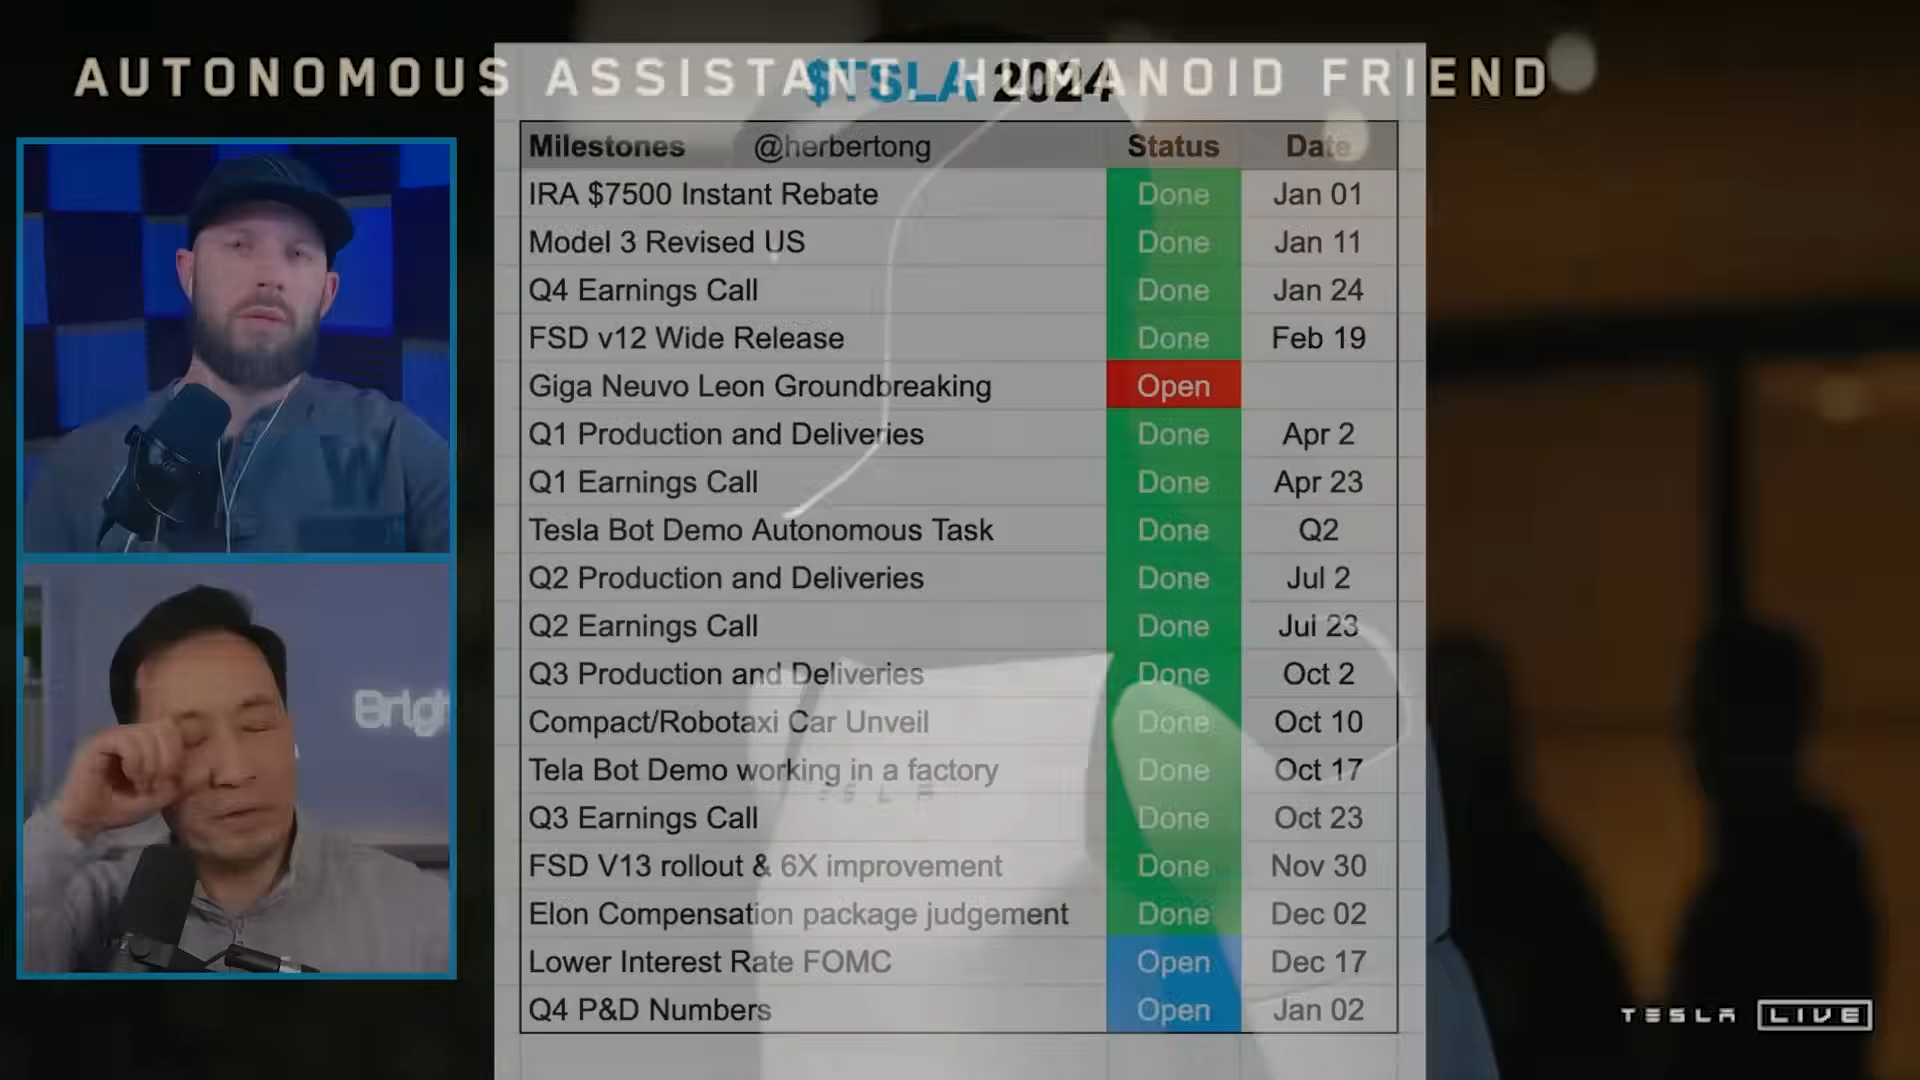 AUTONOMOUS ASSISTANT, HUMANOID FRIEND
$TSLA 2024
Milestones @herbertong Status Date
IRA $7500 Instant Rebate Done Jan 01
Model 3 Revised US Done Jan 11
Q4 Earnings Call Done Jan 24
FSD v12 Wide Release Done Feb 19
Giga Neuvo Leon Groundbreaking Open
Q1 Production and Deliveries Done Apr 2
Q1 Earnings Call Done Apr 23
Tesla Bot Demo Autonomous Task Done Q2
Q2 Production and Deliveries Done Jul 2
Q2 Earnings Call Done Jul 23
Q3 Production and Deliveries Done Oct 2
Compact/Robotaxi Car Unveil Done Oct 10
Tela Bot Demo working in a factory Done Oct 17
Q3 Earnings Call Done Oct 23
FSD V13 rollout & 6X improvement Done Nov 30
Elon Compensation package judgement Done Dec 02
Lower Interest Rate FOMC Open Dec 17
Q4 P&D Numbers Open Jan 02
W
Brigh
TESLA
TESLA LIVE